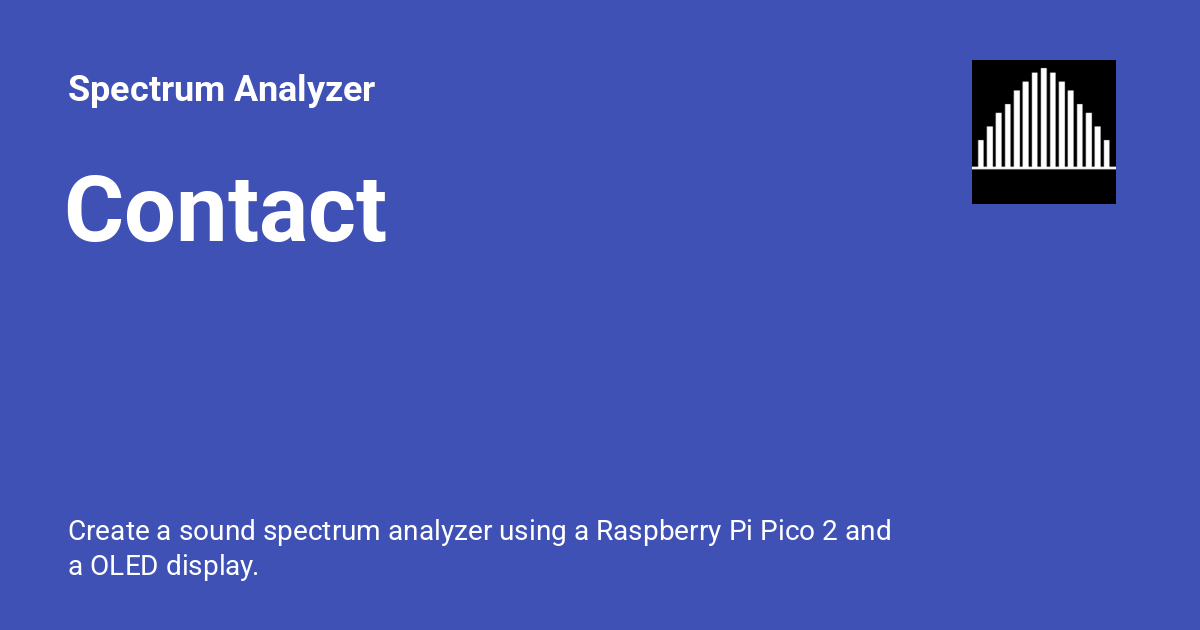 Spectrum Analyzer
Contact
Create a sound spectrum analyzer using a Raspberry Pi Pico 2 and
a OLED display.